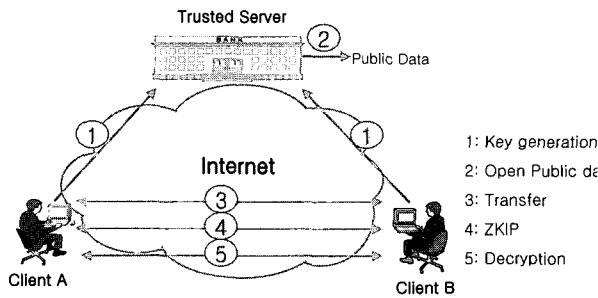 Trusted Server
BANK
2
Public Data
1
1
Internet
3
4
5
Client A
Client B
1: Key generation
2: Open Public da
3: Transfer
4: ZKIP
5: Decryption